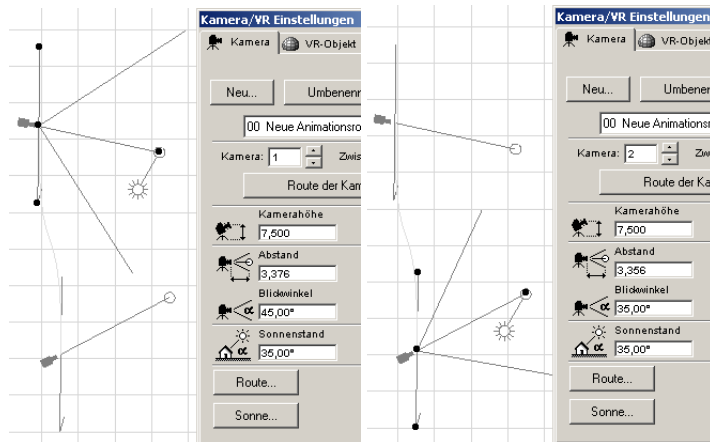 Kamera/VR Einstellungen
Kamera
VR-Objekt
Neu...
Umbenenn
00 Neue Animationsro
Kamera:
1
Zwis
Route der Kam
Kamerahöhe
7,500
Abstand
3,376
Blickwinkel
α
45,00°
Sonnenstand
α
35,00°
Route...
Sonne...
Kamera/VR Einstellungen
Kamera
VR-Objekt
Neu...
Umbenen
00 Neue Animationsro
Kamera:
2
Zwi
Route der Ka
Kamerahöhe
7,500
Abstand
3,356
Blickwinkel
α
35,00°
Sonnenstand
α
35,00°
Route...
Sonne...